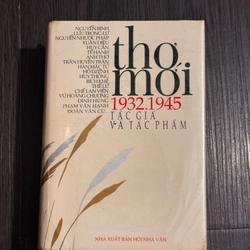 NGUYỄN BÍNH
LƯU TRỌNG LƯ
NGUYỄN NHƯỢC PHÁP
XUÂN DIỆU
HUY CẬN
TẾ HANH
ANH THƠ
TRẦN HUYỀN TRÂN
HÀN MẶC TỬ
HỒ DZẾNH
HUY THÔNG
BÍCH KHÊ
THẾ LỮ
CHẾ LAN VIÊN
VŨ HOÀNG CHƯƠNG
ĐINH HÙNG
PHẠM VĂN HẠNH
ĐOÀN VĂN CỪ...
thơ
mới
1932.1945
TÁC GIẢ
VÀ TÁC PHẨM
NHÀ XUẤT BẢN HỘI NHÀ VĂN